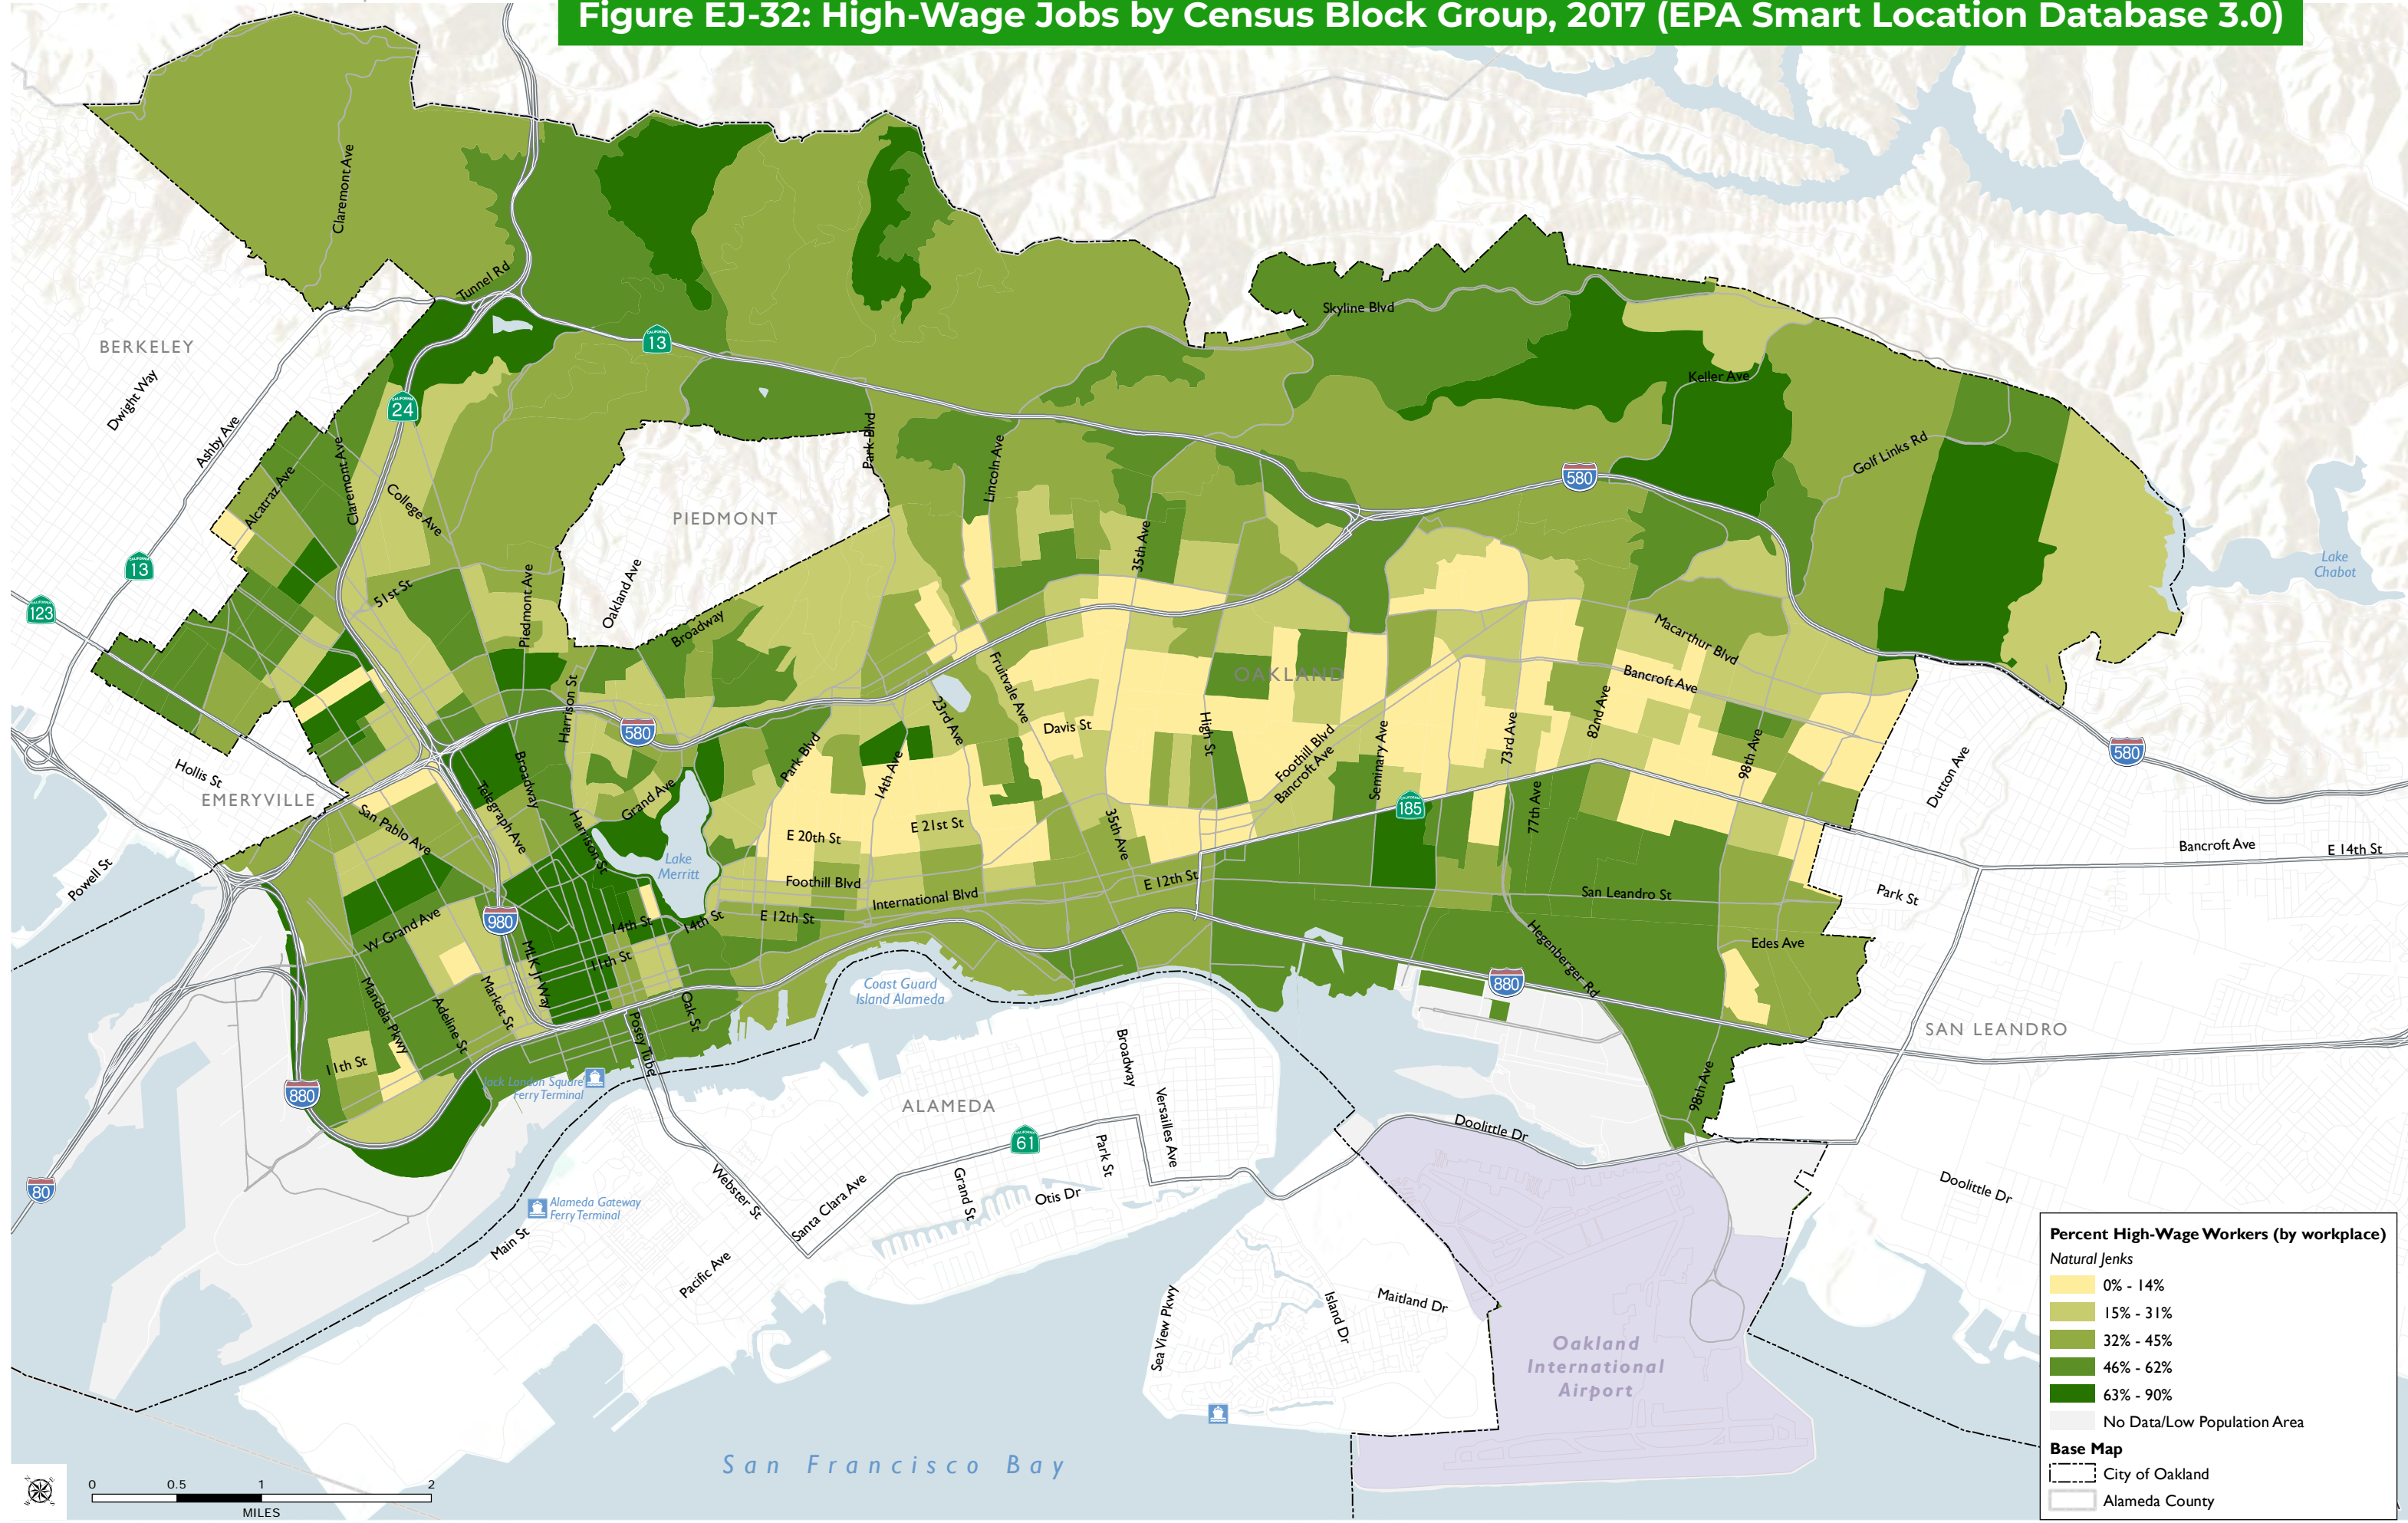 Figure EJ-32: High-Wage Jobs by Census Block Group, 2017 (EPA Smart Location Database 3.0)
Claremont Ave
Tunnel Rd
BERKELEY
Dwight Way
Ashby Ave
13
24
Skyline Blvd
Keller Ave
Golf Links Rd
Alcatraz Ave
Claremont Ave
College Ave
Park Blvd
Lincoln Ave
35th Ave
580
PIEDMONT
Lake
Chabot
13
123
51st St
Piedmont Ave
Oakland Ave
Broadway
Macarthur Blvd
Bancroft Ave
OAKLAND
Fruitvale Ave
23rd Ave
Davis St
High St
Foothill Blvd
Bancroft Ave
Seminary Ave
73rd Ave
82nd Ave
98th Ave
580
Dutton Ave
Harrison St
580
Park Blvd
14th Ave
Hollis St
EMERYVILLE
San Pablo Ave
Telegraph Ave
Broadway
Harrison St
Grand Ave
Lake
Merritt
E 20th St
E 21st St
35th Ave
185
77th Ave
Bancroft Ave
E 14th St
Powell St
Foothill Blvd
International Blvd
E 12th St
E 12th St
San Leandro St
Park St
W Grand Ave
980
14th St
14th St
11th St
MLK Jr Way
Edes Ave
Hegenberger Rd
880
Coast Guard
Island Alameda
Mandela Pkwy
Adeline St
Market St
Oak St
Posey Tube
SAN LEANDRO
11th St
880
Jack London Square
Ferry Terminal
ALAMEDA
Broadway
Versailles Ave
98th Ave
61
Park St
Doolittle Dr
80
Alameda Gateway
Ferry Terminal
Webster St
Santa Clara Ave
Grand St
Otis Dr
Doolittle Dr
Main St
Pacific Ave
Sea View Pkwy
Island Dr
Maitland Dr
Oakland
International
Airport
San Francisco Bay
0 0.5 1 2
MILES
Percent High-Wage Workers (by workplace)
Natural Jenks
0% - 14%
15% - 31%
32% - 45%
46% - 62%
63% - 90%
No Data/Low Population Area
Base Map
City of Oakland
Alameda County